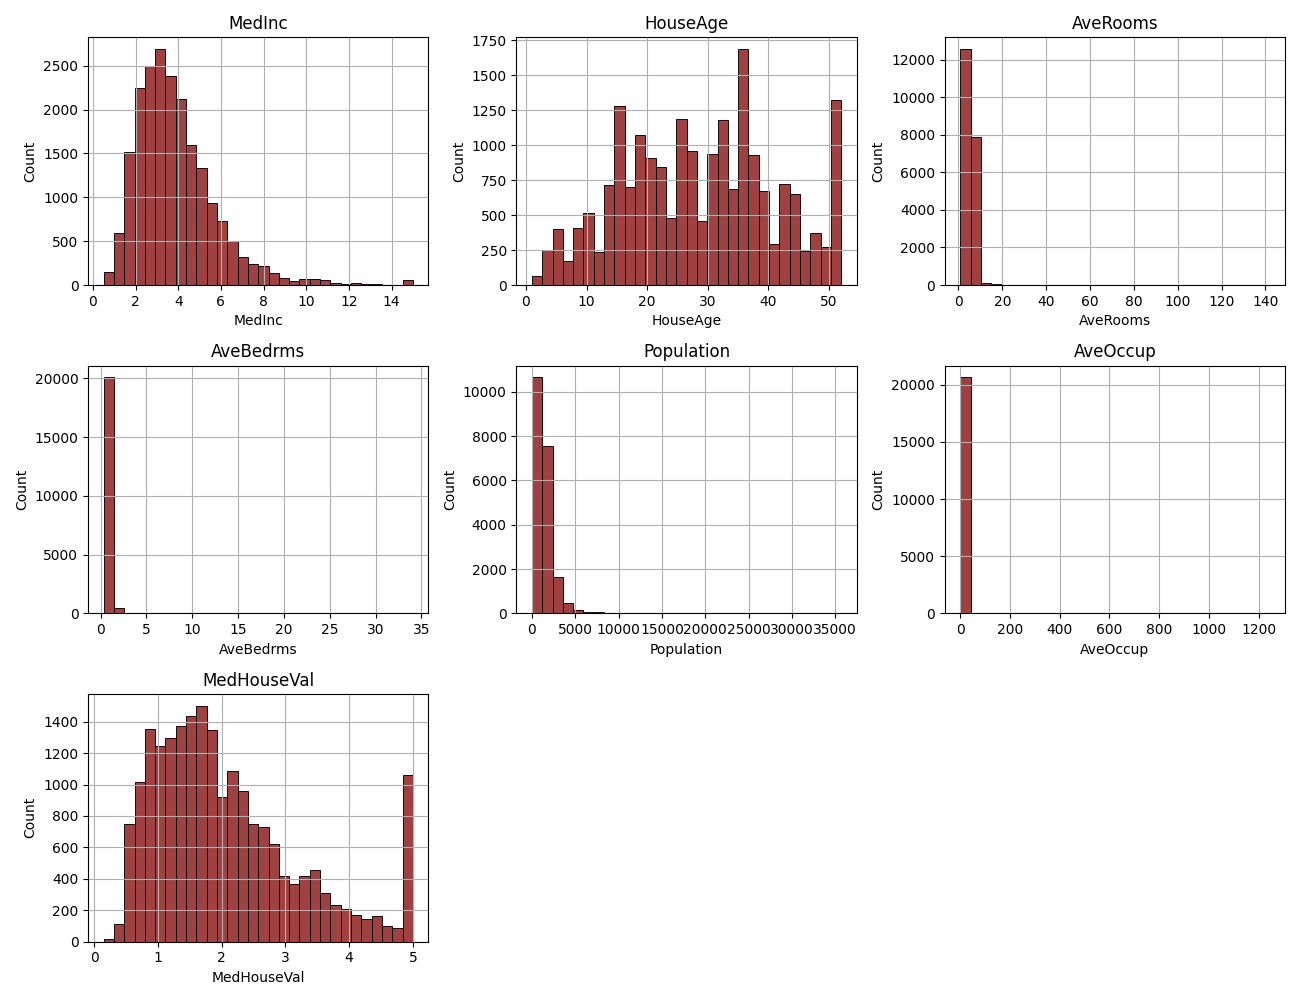 MedInc
HouseAge
AveRooms
Count
2500
2000
1500
1000
500
0
0 2 4 6 8 10 12 14
MedInc
Count
1750
1500
1250
1000
750
500
250
0
0 10 20 30 40 50
HouseAge
Count
12000
10000
8000
6000
4000
2000
0
0 20 40 60 80 100 120 140
AveRooms
AveBedrms
Population
AveOccup
Count
20000
15000
10000
5000
0
0 5 10 15 20 25 30 35
AveBedrms
Count
10000
8000
6000
4000
2000
0
0 5000 10000 15000 20000 25000 30000 35000
Population
Count
20000
15000
10000
5000
0
0 200 400 600 800 1000 1200
AveOccup
MedHouseVal
Count
1400
1200
1000
800
600
400
200
0
0 1 2 3 4 5
MedHouseVal